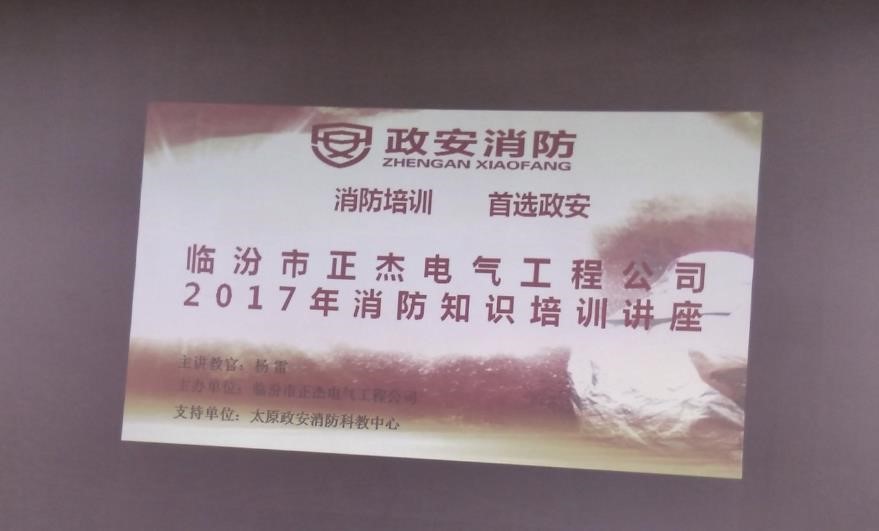 安
政安消防
ZHENGAN XIAOFANG
消防培训 首选政安
临汾市正杰电气工程公司
2017年消防知识培训讲座
主讲教官：杨雷
主办单位：临汾市正杰电气工程公司
支持单位：太原政安消防科教中心